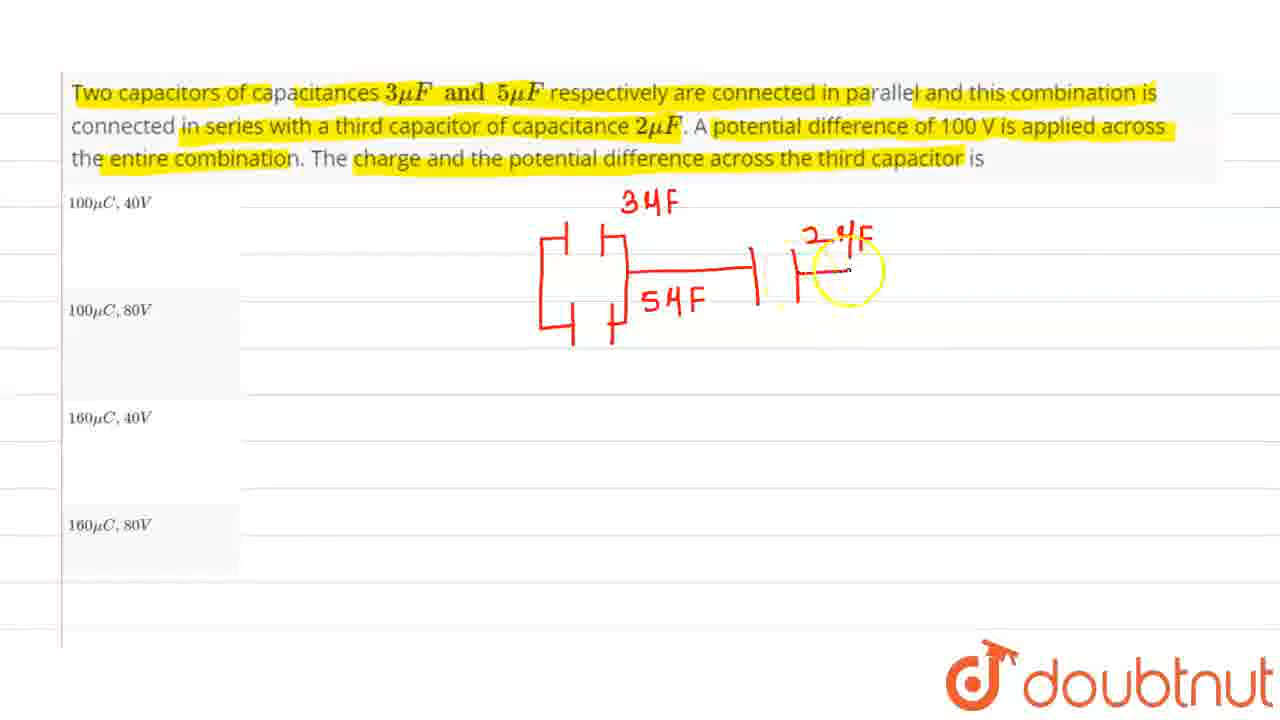 Two capacitors of capacitances 3μF and 5μF respectively are connected in parallel and this combination is
connected in series with a third capacitor of capacitance 2μF. A potential difference of 100 V is applied across
the entire combination. The charge and the potential difference across the third capacitor is
100μC, 40V
3μF
2μF
5μF
100μC, 80V
160μC, 40V
160μC, 80V
doubtnut